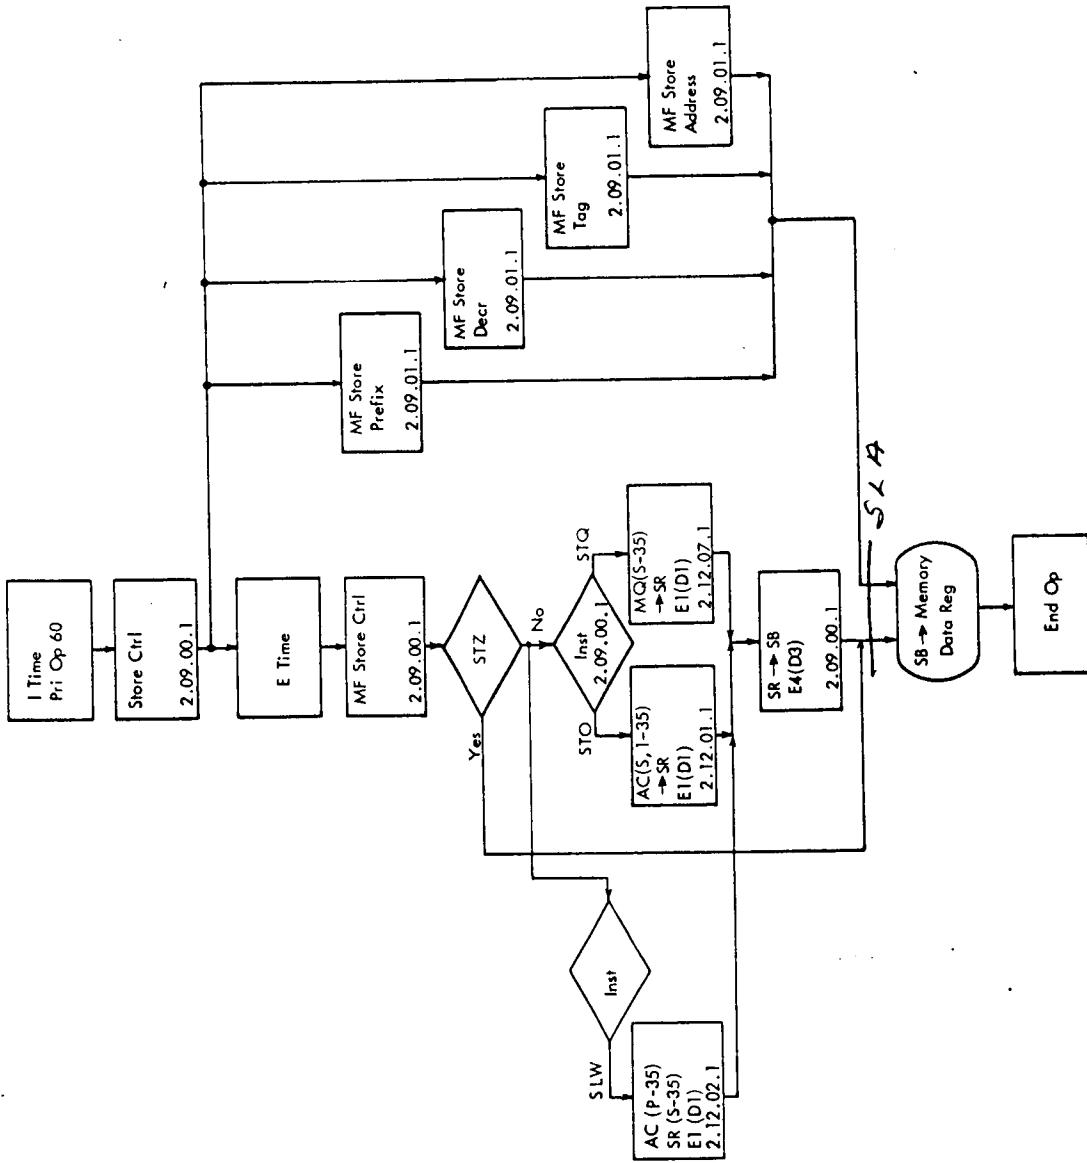 I Time
Pri Op 60
Store Ctrl
2.09.00.1
E Time
MF Store Ctrl
2.09.00.1
STZ
Yes
No
Inst
2.09.00.1
STO
STQ
AC(S,1-35)
→SR
E1(D1)
2.12.01.1
MQ(S-35)
→SR
E1(D1)
2.12.07.1
Inst
SLW
AC (P-35)
SR (S-35)
E1 (D1)
2.12.02.1
SR→SB
E4(D3)
2.09.00.1
MF Store
Prefix
2.09.01.1
MF Store
Decr
2.09.01.1
MF Store
Tag
2.09.01.1
MF Store
Address
2.09.01.1
SB→Memory
Data Reg
End Op